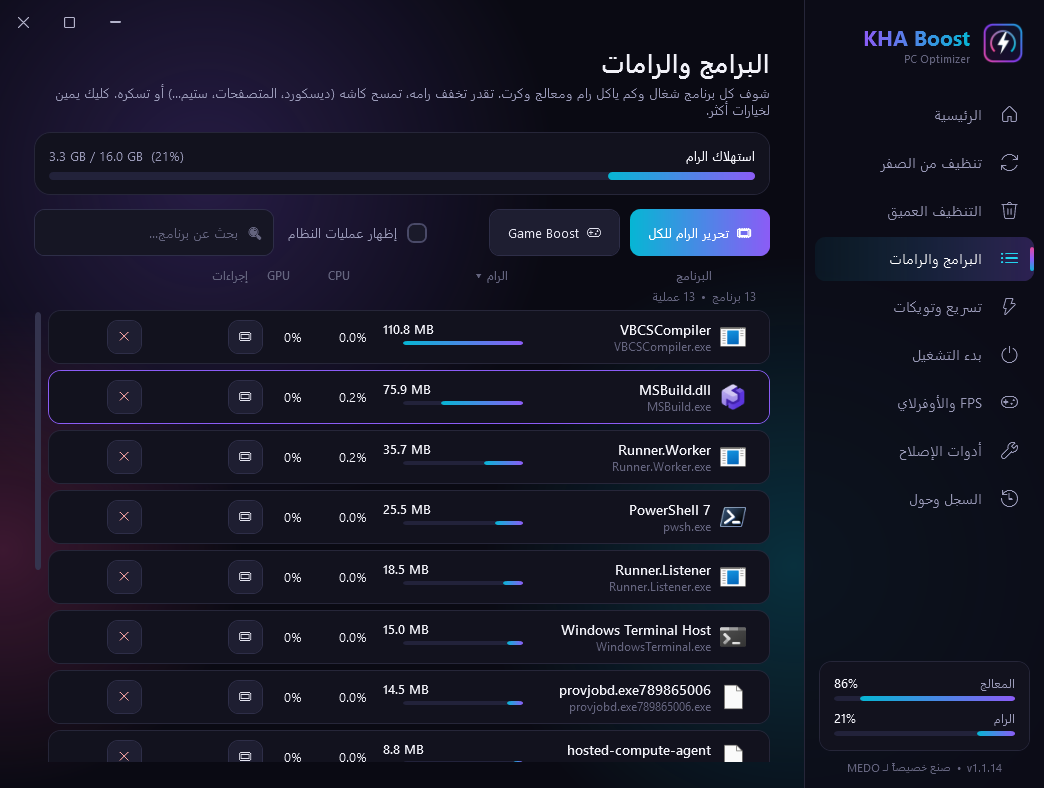 KHA Boost
PC Optimizer
الرئيسية
تنظيف من الصفر
التنظيف العميق
البرامج والرامات
تسريع وتويكات
بدء التشغيل
FPS والأوفرلاي
أدوات الإصلاح
السجل وحول
المعالج 86%
الرام 21%
v1.1.14 • صنع خصيصاً لـ MEDO
البرامج والرامات
شوف كل برنامج شغال وكم ياكل رام ومعالج وكرت. تقدر تخفف رامه، تمسح كاشه (ديسكورد، المتصفحات، ستيم...) أو تسكره. كليك يمين
لخيارات أكثر.
استهلاك الرام 3.3 GB / 16.0 GB (21%)
تحرير الرام للكل
Game Boost
إظهار عمليات النظام
بحث عن برنامج...
البرنامج الرام ▾ CPU GPU إجراءات
13 برنامج • 13 عملية
VBCSCompiler 110.8 MB
VBCSCompiler.exe 0.0% 0%
MSBuild.dll 75.9 MB
MSBuild.exe 0.2% 0%
Runner.Worker 35.7 MB
Runner.Worker.exe 0.2% 0%
PowerShell 7 25.5 MB
pwsh.exe 0.0% 0%
Runner.Listener 18.5 MB
Runner.Listener.exe 0.0% 0%
Windows Terminal Host 15.0 MB
WindowsTerminal.exe 0.0% 0%
provjobd.exe789865006 14.5 MB
provjobd.exe789865006.exe 0.0% 0%
hosted-compute-agent 8.8 MB
0.0% 0%